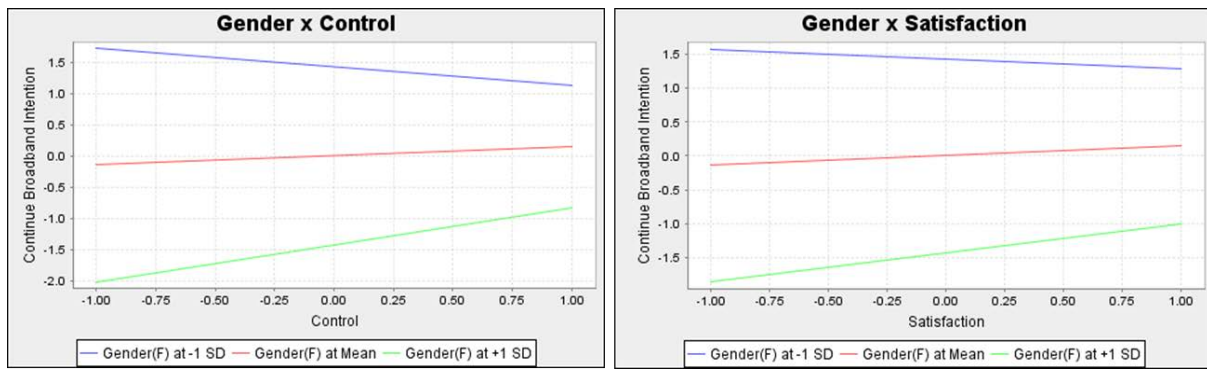 Gender x Control
Continue Broadband Intention
1.5
1.0
0.5
0.0
-0.5
-1.0
-1.5
-2.0
-1.00 -0.75 -0.50 -0.25 0.00 0.25 0.50 0.75 1.00
Control
Gender(F) at -1 SD Gender(F) at Mean Gender(F) at +1 SD
Gender x Satisfaction
Continue Broadband Intention
1.5
1.0
0.5
0.0
-0.5
-1.0
-1.5
-1.00 -0.75 -0.50 -0.25 0.00 0.25 0.50 0.75 1.00
Satisfaction
Gender(F) at -1 SD Gender(F) at Mean Gender(F) at +1 SD